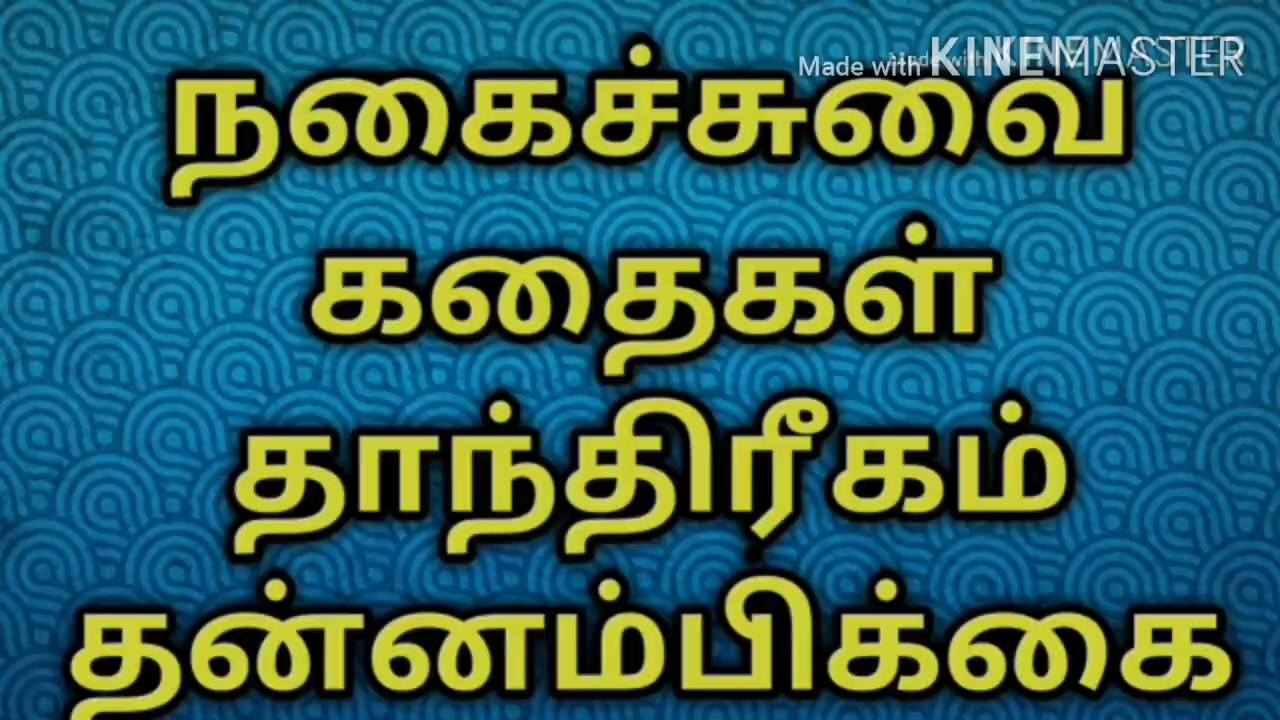 Made with KINEMASTER
நகைச்சுவை
கதைகள்
தாந்திரீகம்
தன்னம்பிக்கை